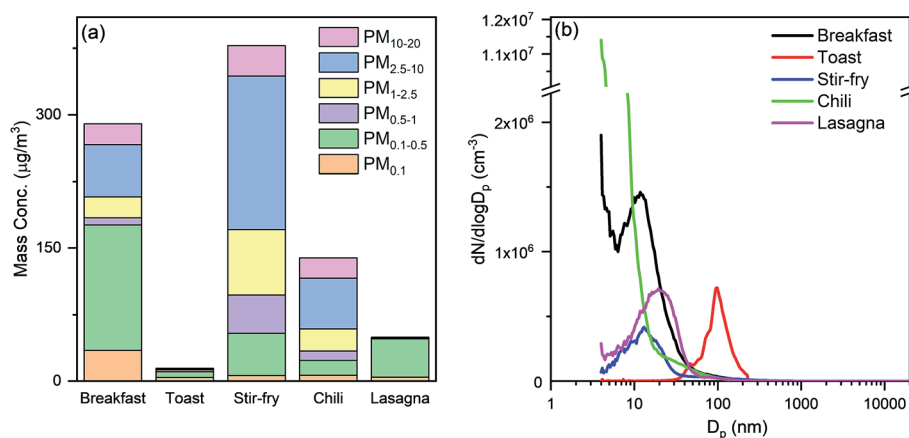 (a)
PM10-20
PM2.5-10
PM1-2.5
PM0.5-1
PM0.1-0.5
PM0.1
Mass Conc. (μg/m³)
300
150
0
Breakfast Toast Stir-fry Chili Lasagna
(b)
Breakfast
Toast
Stir-fry
Chili
Lasagna
dN/dlogDp (cm⁻³)
1.2x10⁷
1.1x10⁷
2x10⁶
1x10⁶
0
1 10 100 1000 10000
Dp (nm)